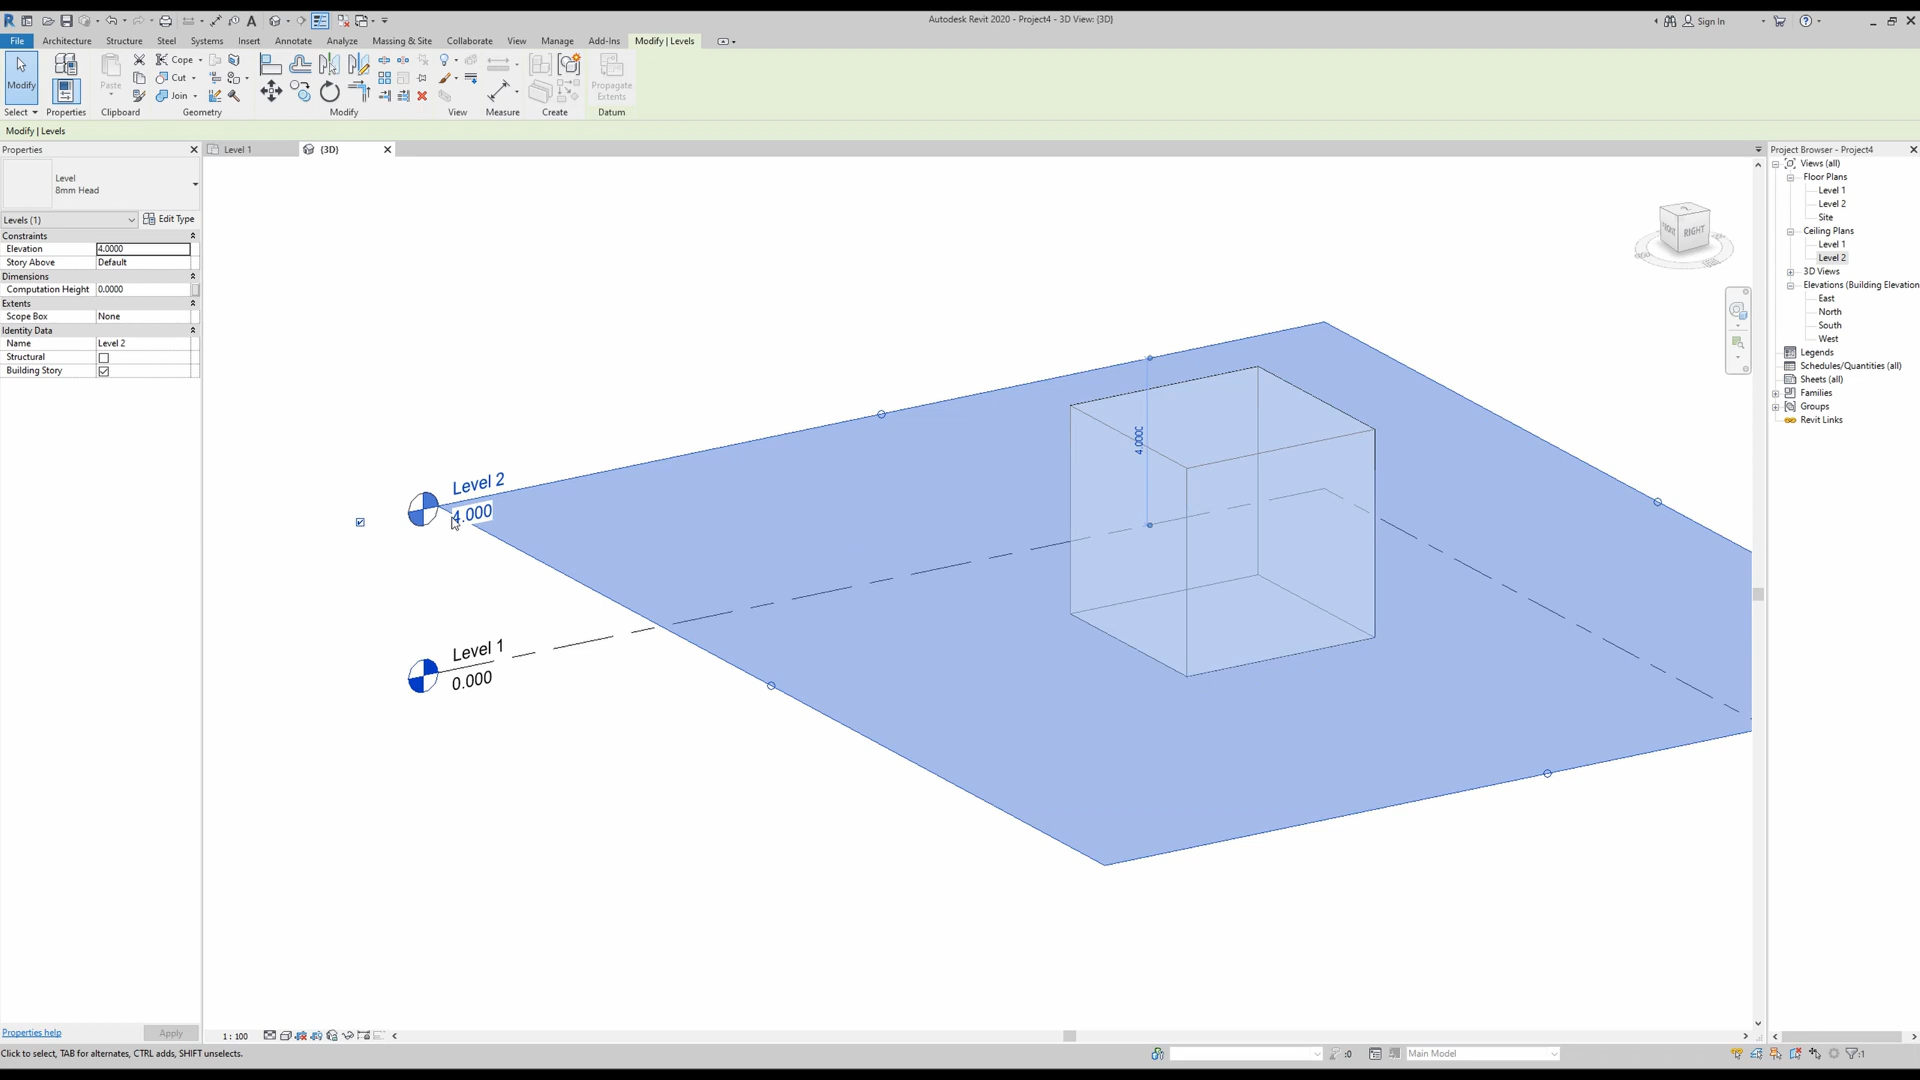 Autodesk Revit 2020 - Project4 - 3D View: {3D}
Sign In
File Architecture Structure Steel Systems Insert Annotate Analyze Massing & Site Collaborate View Manage Add-Ins Modify | Levels
Modify
Paste
Cope
Cut
Join
Propagate
Extents
Select Properties Clipboard Geometry Modify View Measure Create Datum
Modify | Levels
Properties
Level
8mm Head
Levels (1)
Edit Type
Constraints
Elevation 4.0000
Story Above Default
Dimensions
Computation Height 0.0000
Extents
Scope Box None
Identity Data
Name Level 2
Structural
Building Story
Properties help
Apply
Level 1
{3D}
RIGHT
Level 2
4.000
Level 1
0.000
Project Browser - Project4
Views (all)
Floor Plans
Level 1
Level 2
Site
Ceiling Plans
Level 1
Level 2
3D Views
Elevations (Building Elevation
East
North
South
West
Legends
Schedules/Quantities (all)
Sheets (all)
Families
Groups
Revit Links
1 : 100
Click to select, TAB for alternates, CTRL adds, SHIFT unselects.
:0
Main Model
:1